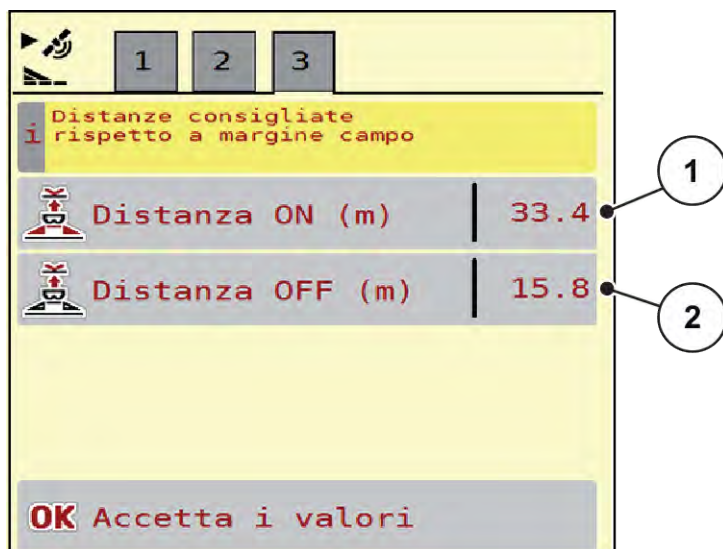 1 2 3
i Distanze consigliate
rispetto a margine campo
Distanza ON (m) 33.4
1
Distanza OFF (m) 15.8
2
OK Accetta i valori